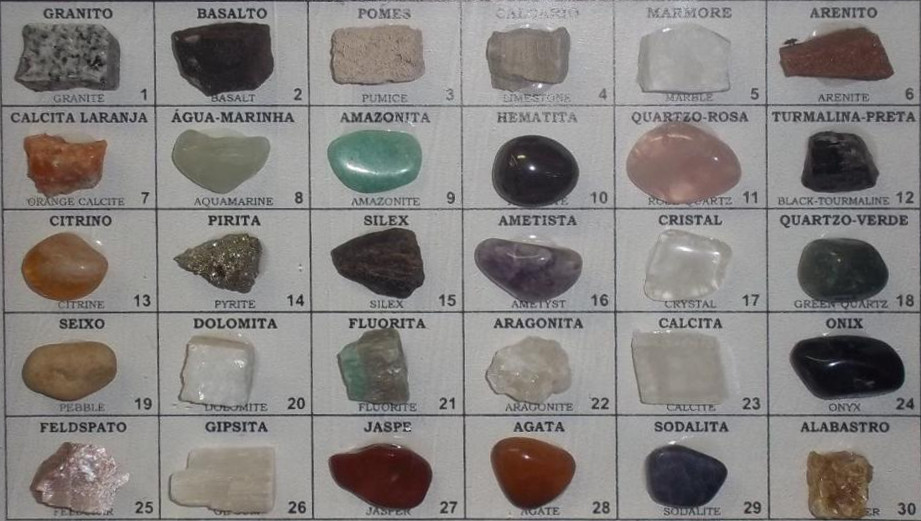 GRANITO BASALTO POMES CALCARIO MARMORE ARENITO
GRANITE 1 BASALT 2 PUMICE 3 LIMESTONE 4 MARBLE 5 ARENITE 6
CALCITA LARANJA ÁGUA-MARINHA AMAZONITA HEMATITA QUARTZO-ROSA TURMALINA-PRETA
ORANGE CALCITE 7 AQUAMARINE 8 AMAZONITE 9 10 ROSE QUARTZ 11 BLACK-TOURMALINE 12
CITRINO PIRITA SILEX AMETISTA CRISTAL QUARTZO-VERDE
CITRINE 13 PYRITE 14 SILEX 15 AMETYST 16 CRYSTAL 17 GREEN QUARTZ 18
SEIXO DOLOMITA FLUORITA ARAGONITA CALCITA ONIX
PEBBLE 19 DOLOMITE 20 FLUORITE 21 ARAGONITE 22 CALCITE 23 ONYX 24
FELDSPATO GIPSITA JASPE AGATA SODALITA ALABASTRO
25 26 JASPER 27 AGATE 28 SODALITE 29 30